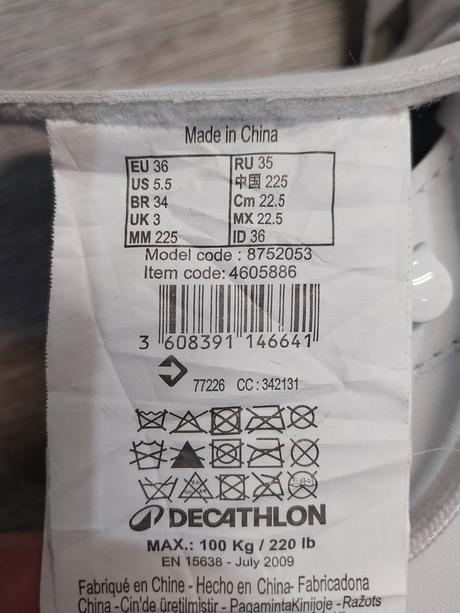 Made in China
EU 36 RU 35
US 5.5 中国 225
BR 34 Cm 22.5
UK 3 MX 22.5
MM 225 ID 36
Model code : 8752053
Item code: 4605886
3 608391 146641
77226 CC : 342131
DECATHLON
MAX.: 100 Kg / 220 lb
EN 15638 - July 2009
Fabriqué en Chine - Hecho en China- Fabricadona
China - Çin'de üretilmiştir - PagamintaKinijoje - Ražots